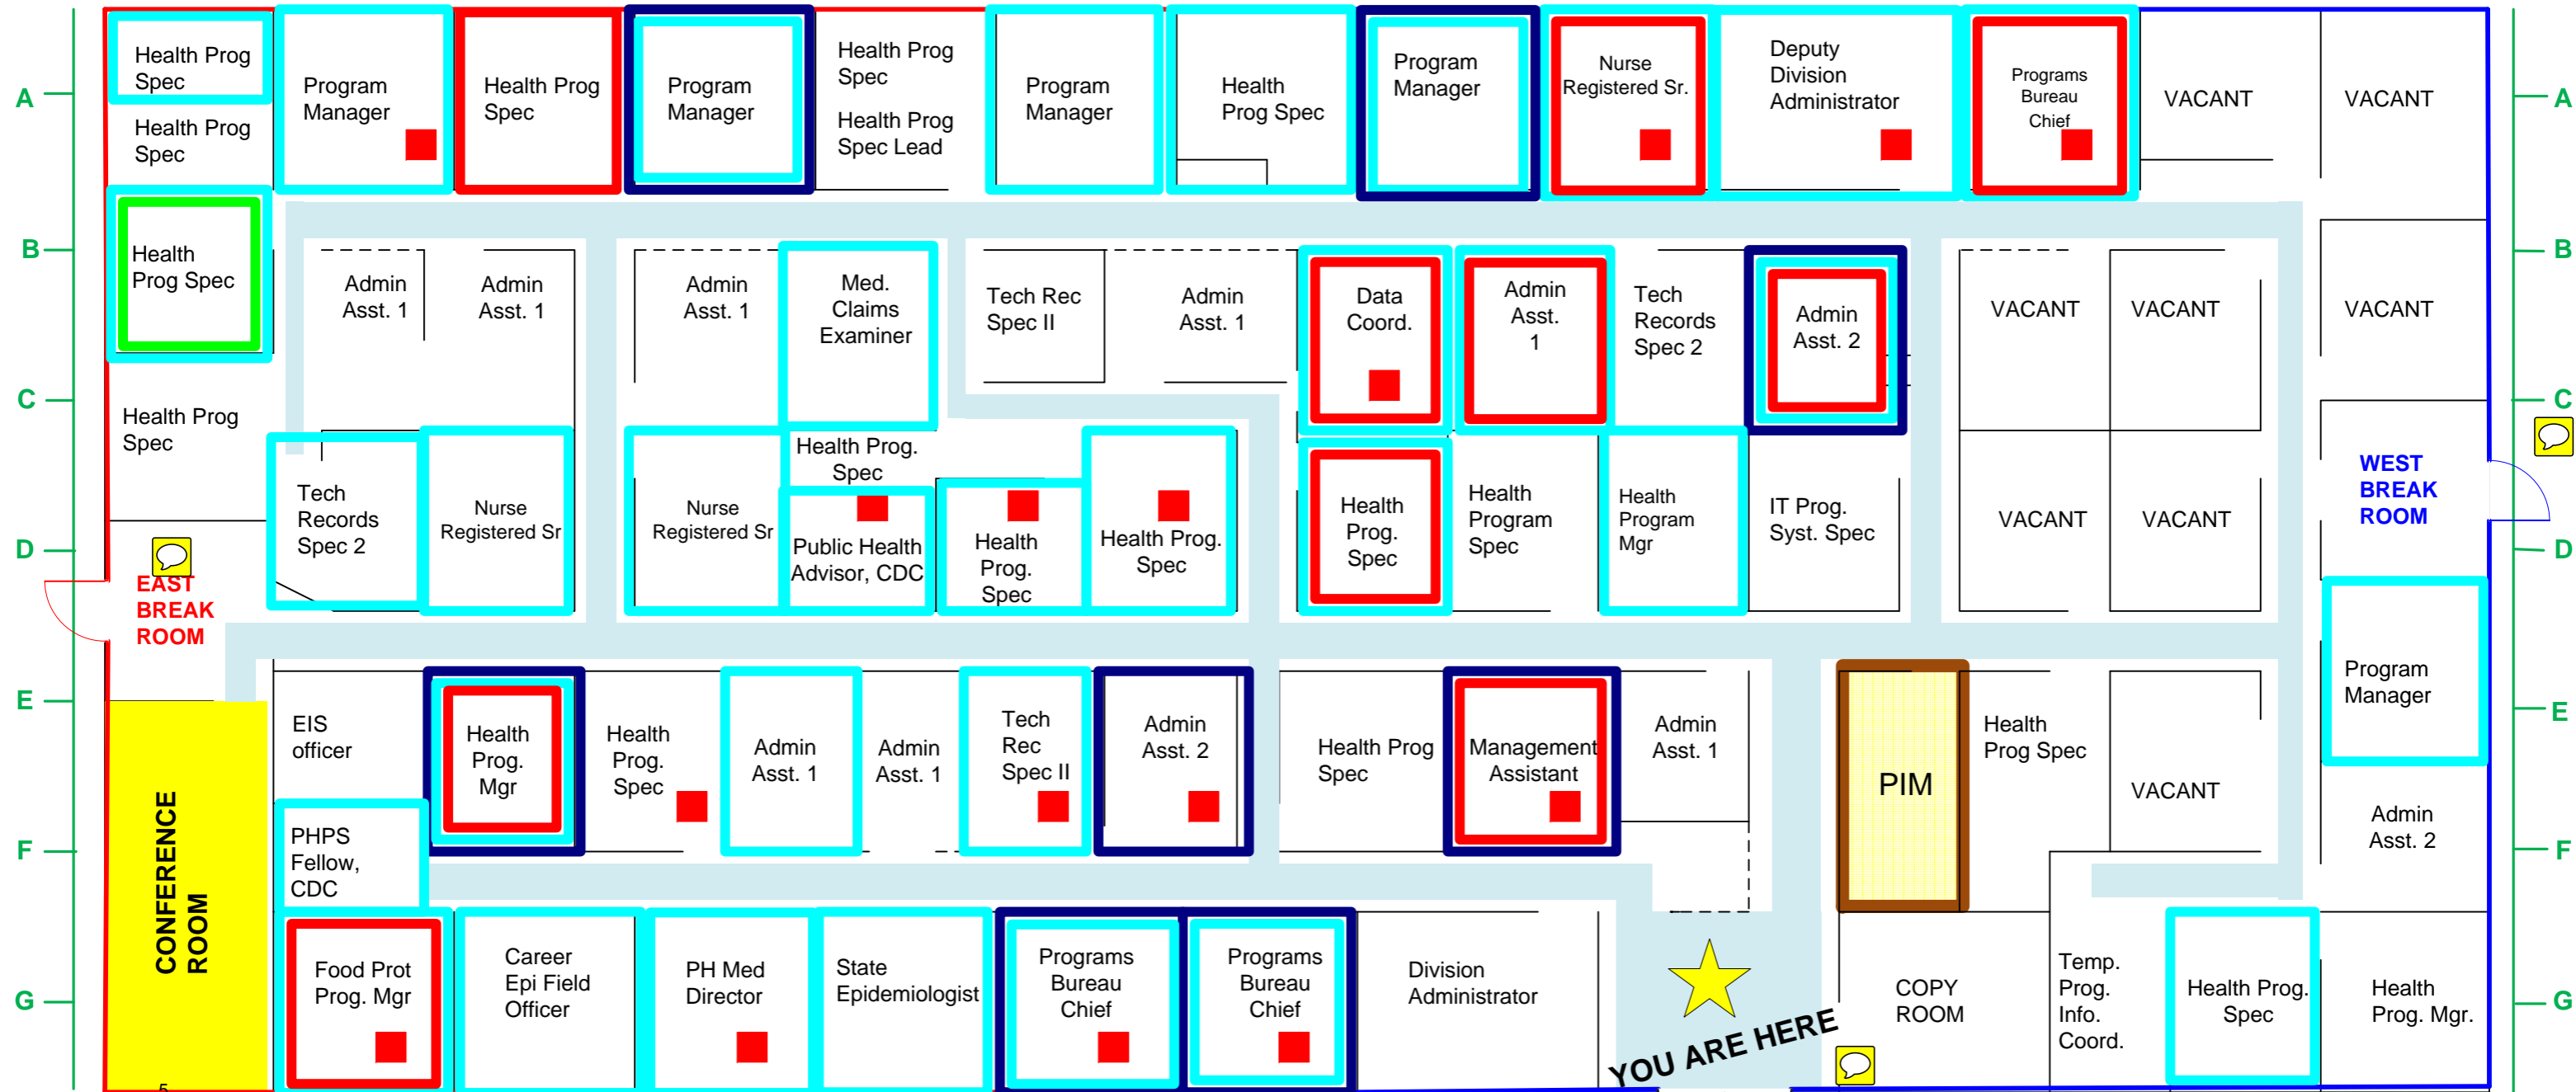 A
Health Prog
Spec
Health Prog
Spec
Program
Manager
Health Prog
Spec
Program
Manager
Health Prog
Spec
Health Prog
Spec Lead
Program
Manager
Health
Prog Spec
Program
Manager
Nurse
Registered Sr.
Deputy
Division
Administrator
Programs
Bureau
Chief
VACANT
VACANT
A
B
Health
Prog Spec
Admin
Asst. 1
Admin
Asst. 1
Admin
Asst. 1
Med.
Claims
Examiner
Tech Rec
Spec II
Admin
Asst. 1
Data
Coord.
Admin
Asst.
1
Tech
Records
Spec 2
Admin
Asst. 2
VACANT
VACANT
VACANT
B
C
Health Prog
Spec
C
Tech
Records
Spec 2
Nurse
Registered Sr
Nurse
Registered Sr
Health Prog.
Spec
Public Health
Advisor, CDC
Health
Prog.
Spec
Health Prog.
Spec
Health
Prog.
Spec
Health
Program
Spec
Health
Program
Mgr
IT Prog.
Syst. Spec
VACANT
VACANT
WEST
BREAK
ROOM
D
EAST
BREAK
ROOM
D
Program
Manager
E
EIS
officer
Health
Prog.
Mgr
Health
Prog.
Spec
Admin
Asst. 1
Admin
Asst. 1
Tech
Rec
Spec II
Admin
Asst. 2
Health Prog
Spec
Management
Assistant
Admin
Asst. 1
PIM
Health
Prog Spec
VACANT
E
Admin
Asst. 2
CONFERENCE
ROOM
F
PHPS
Fellow,
CDC
F
G
Food Prot
Prog. Mgr
Career
Epi Field
Officer
PH Med
Director
State
Epidemiologist
Programs
Bureau
Chief
Programs
Bureau
Chief
Division
Administrator
YOU ARE HERE
COPY
ROOM
Temp.
Prog.
Info.
Coord.
Health Prog.
Spec
Health
Prog. Mgr.
G
5